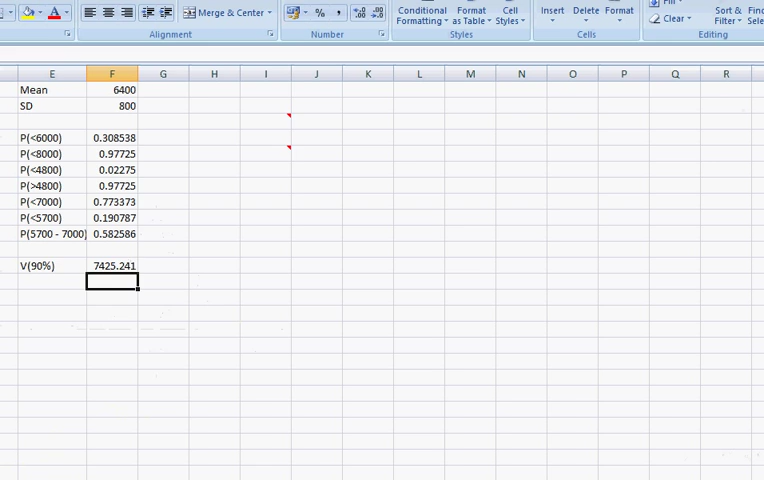 A
Merge & Center
%
,
Conditional Formatting
Format as Table
Cell Styles
Insert
Delete
Format
Fill
Clear
Sort & Filter
Alignment
Number
Styles
Cells
Editing
E F G H I J K L M N O P Q R
Mean 6400
SD 800
P(<6000) 0.308538
P(<8000) 0.97725
P(<4800) 0.02275
P(>4800) 0.97725
P(<7000) 0.773373
P(<5700) 0.190787
P(5700 - 7000) 0.582586
V(90%) 7425.241